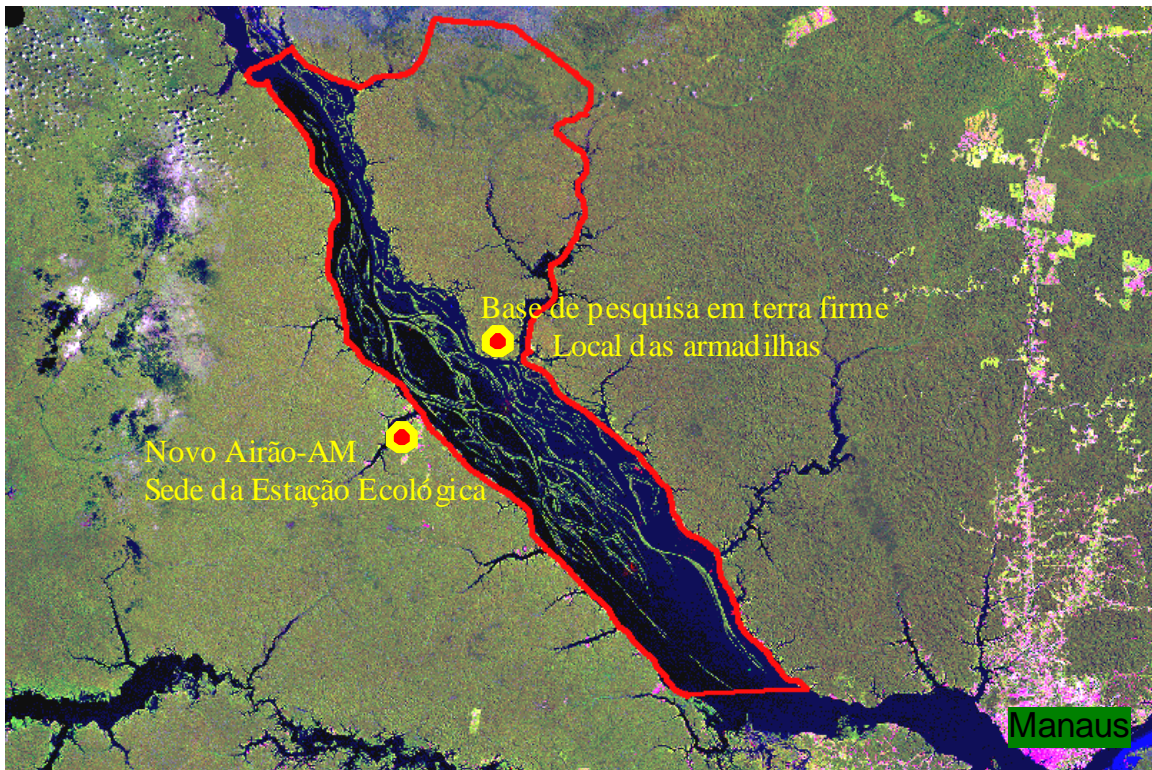 Base de pesquisa em terra firme
Local das armadilhas
Novo Airão-AM
Sede da Estação Ecológica
Manaus